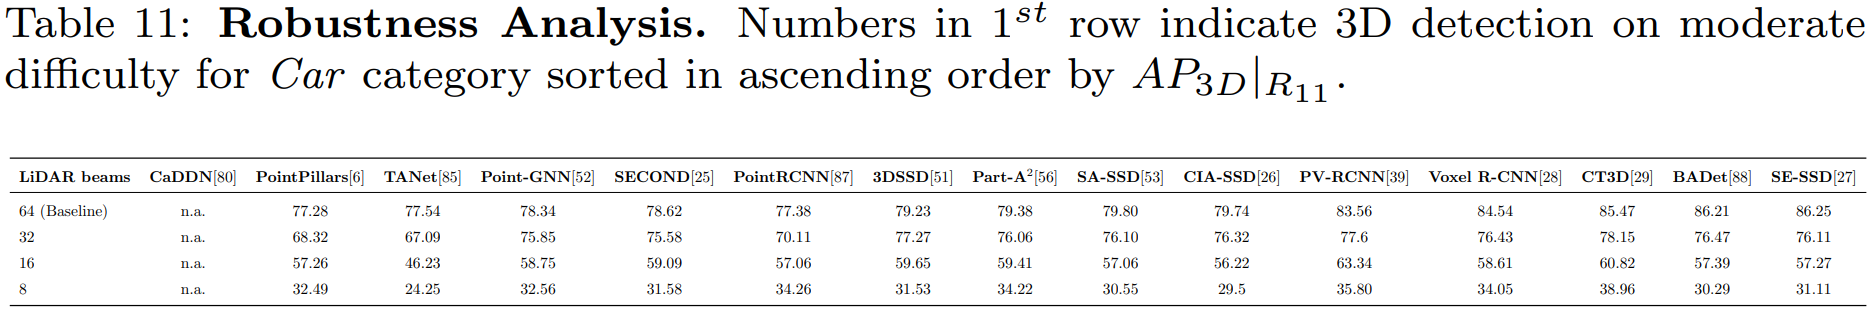 Table 11: Robustness Analysis. Numbers in 1st row indicate 3D detection on moderate
difficulty for Car category sorted in ascending order by AP3D|R11.
LiDAR beams CaDDN[80] PointPillars[6] TANet[85] Point-GNN[52] SECOND[25] PointRCNN[87] 3DSSD[51] Part-A2[56] SA-SSD[53] CIA-SSD[26] PV-RCNN[39] Voxel R-CNN[28] CT3D[29] BADet[88] SE-SSD[27]
64 (Baseline) n.a. 77.28 77.54 78.34 78.62 77.38 79.23 79.38 79.80 79.74 83.56 84.54 85.47 86.21 86.25
32 n.a. 68.32 67.09 75.85 75.58 70.11 77.27 76.06 76.10 76.32 77.6 76.43 78.15 76.47 76.11
16 n.a. 57.26 46.23 58.75 59.09 57.06 59.65 59.41 57.06 56.22 63.34 58.61 60.82 57.39 57.27
8 n.a. 32.49 24.25 32.56 31.58 34.26 31.53 34.22 30.55 29.5 35.80 34.05 38.96 30.29 31.11